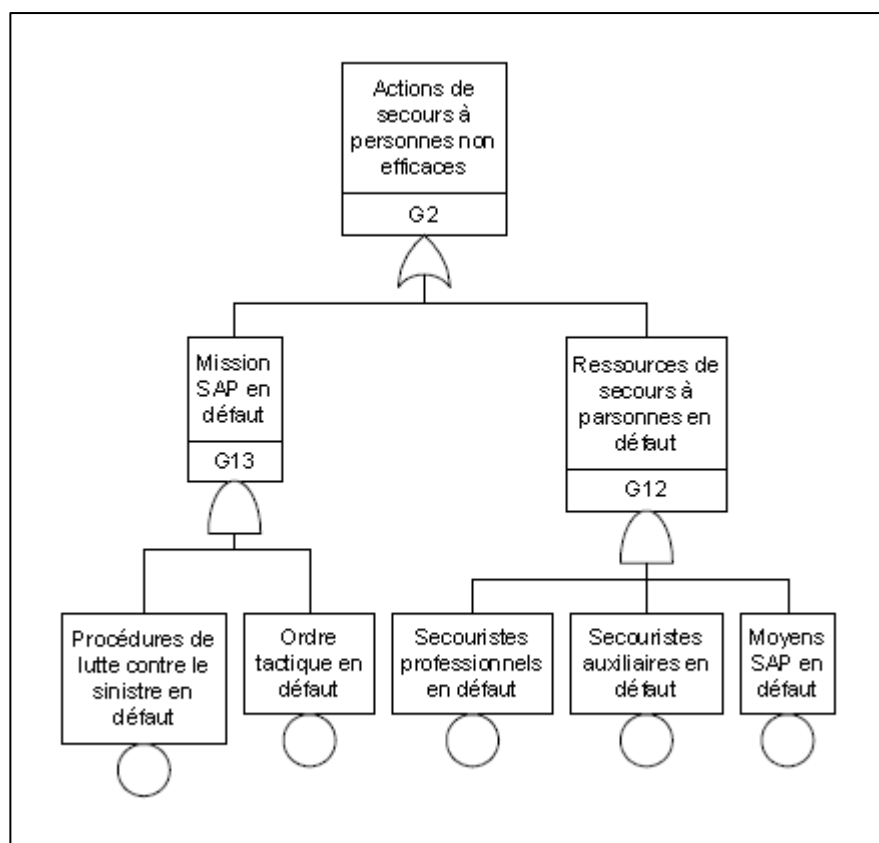 Actions de
secours à
personnes non
efficaces
G2
Mission
SAP en
défaut
G13
Ressources de
secours à
parsonnes en
défaut
G12
Procédures de
lutte contre le
sinistre en
défaut
Ordre
tactique en
défaut
Secouristes
professionnels
en défaut
Secouristes
auxiliaires en
défaut
Moyens
SAP en
défaut